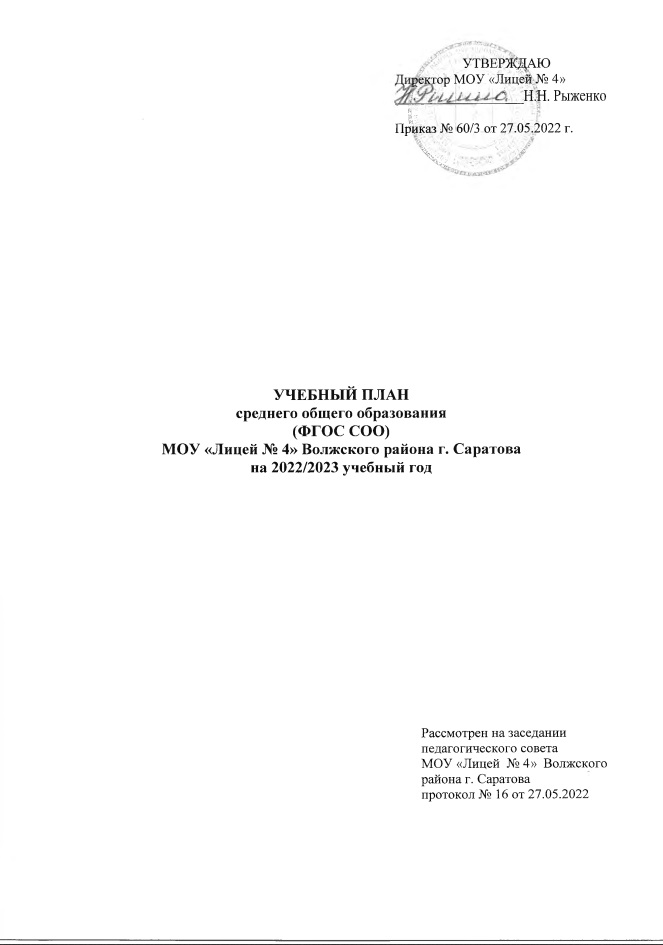 УТВЕРЖДАЮ
Директор МОУ «Лицей № 4»
Н.Н. Рыженко
Приказ № 60/3 от 27.05.2022 г.
УЧЕБНЫЙ ПЛАН
среднего общего образования
(ФГОС СОО)
МОУ «Лицей № 4» Волжского района г. Саратова
на 2022/2023 учебный год
Рассмотрен на заседании
педагогического совета
МОУ «Лицей № 4» Волжского
района г. Саратова
протокол № 16 от 27.05.2022